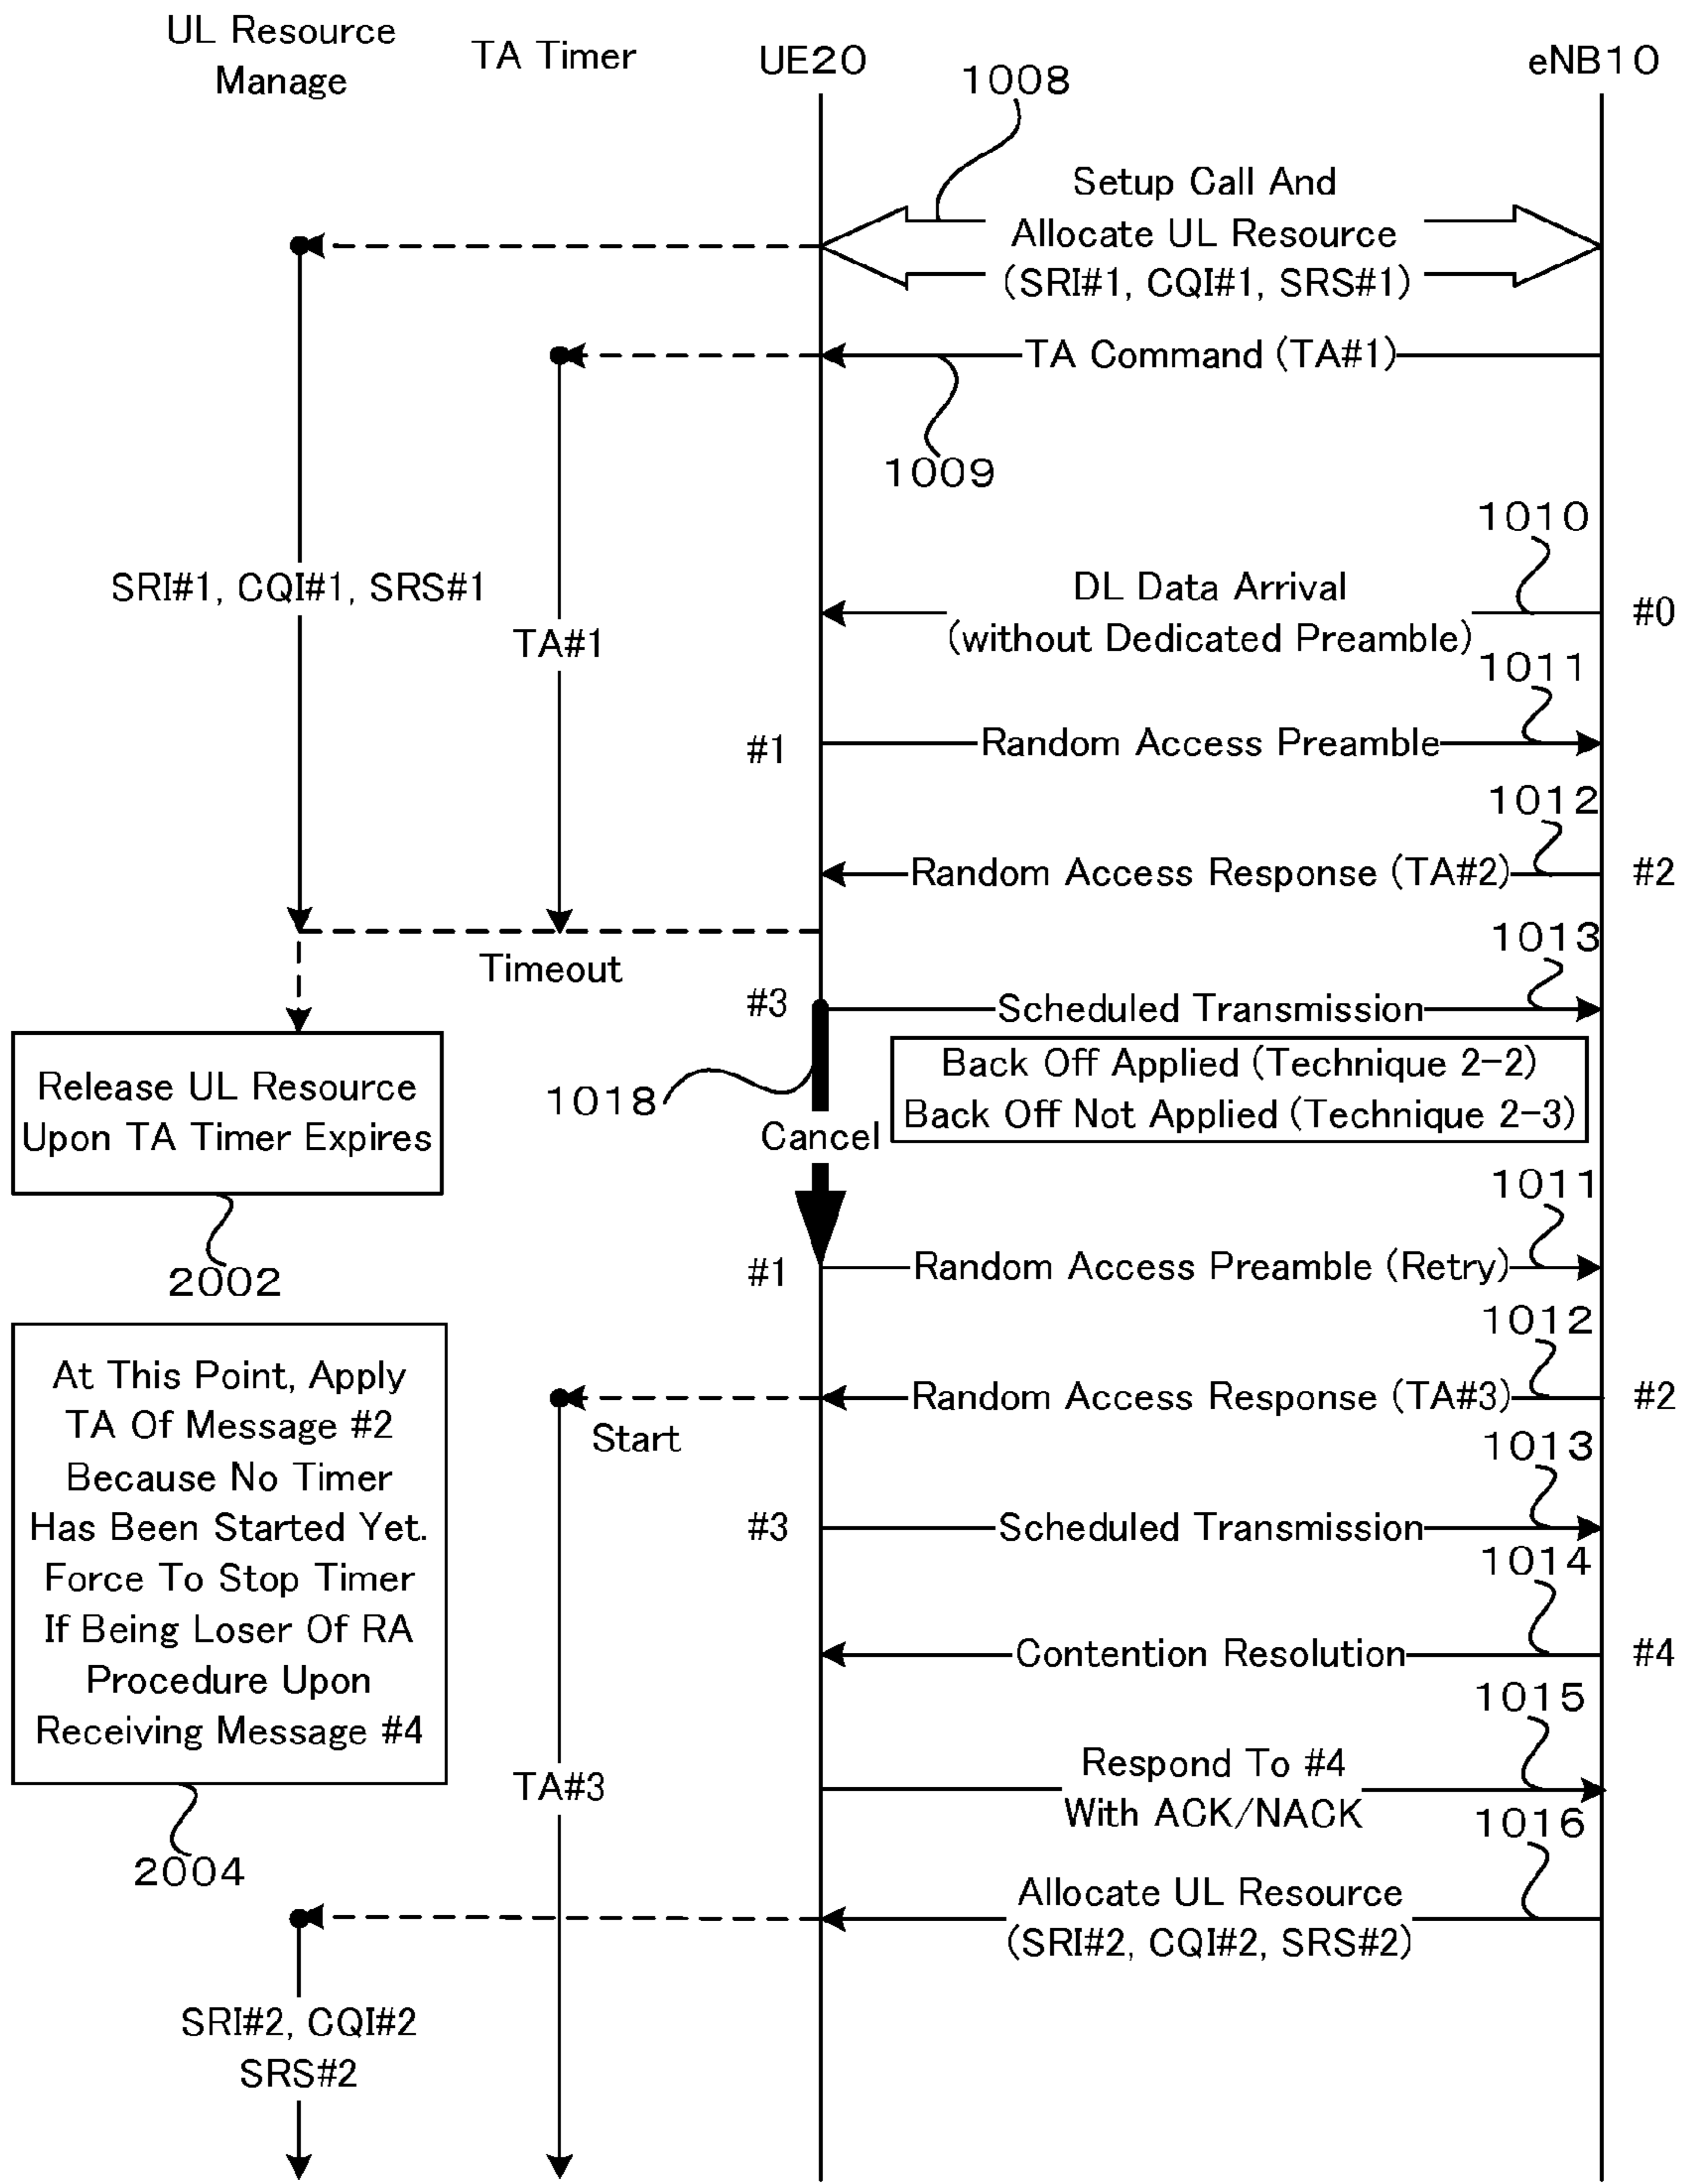 UL Resource
Manage
TA Timer
UE20
eNB10
1008
Setup Call And
Allocate UL Resource
(SRI#1, CQI#1, SRS#1)
TA Command (TA#1)
1009
1010
SRI#1, CQI#1, SRS#1
TA#1
DL Data Arrival
(without Dedicated Preamble)
#0
1011
#1
Random Access Preamble
1012
Random Access Response (TA#2)
#2
Timeout
1013
#3
Scheduled Transmission
Release UL Resource
Upon TA Timer Expires
1018
Back Off Applied (Technique 2-2)
Back Off Not Applied (Technique 2-3)
Cancel
2002
1011
#1
Random Access Preamble (Retry)
1012
At This Point, Apply
TA Of Message #2
Because No Timer
Has Been Started Yet.
Force To Stop Timer
If Being Loser Of RA
Procedure Upon
Receiving Message #4
Start
Random Access Response (TA#3)
#2
1013
#3
Scheduled Transmission
1014
Contention Resolution
#4
1015
TA#3
Respond To #4
With ACK/NACK
2004
1016
Allocate UL Resource
(SRI#2, CQI#2, SRS#2)
SRI#2, CQI#2
SRS#2